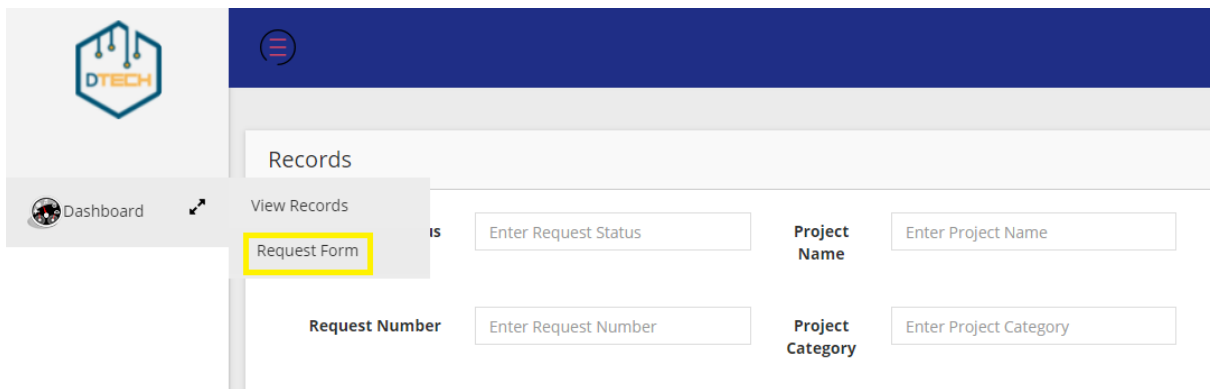 DTECH
Records
Dashboard
View Records
us
Enter Request Status
Project
Name
Enter Project Name
Request Form
Request Number
Enter Request Number
Project
Category
Enter Project Category